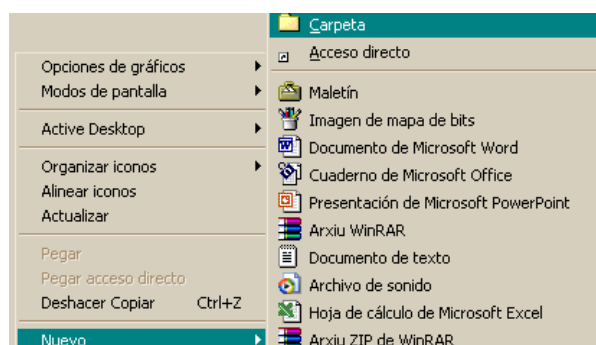 Opciones de gráficos
Modos de pantalla
Active Desktop
Organizar iconos
Alinear iconos
Actualizar
Pegar
Pegar acceso directo
Deshacer Copiar Ctrl+Z
Nuevo
Carpeta
Acceso directo
Maletín
Imagen de mapa de bits
Documento de Microsoft Word
Cuaderno de Microsoft Office
Presentación de Microsoft PowerPoint
Arxiu WinRAR
Documento de texto
Archivo de sonido
Hoja de cálculo de Microsoft Excel
Arxiu ZIP de WinRAR